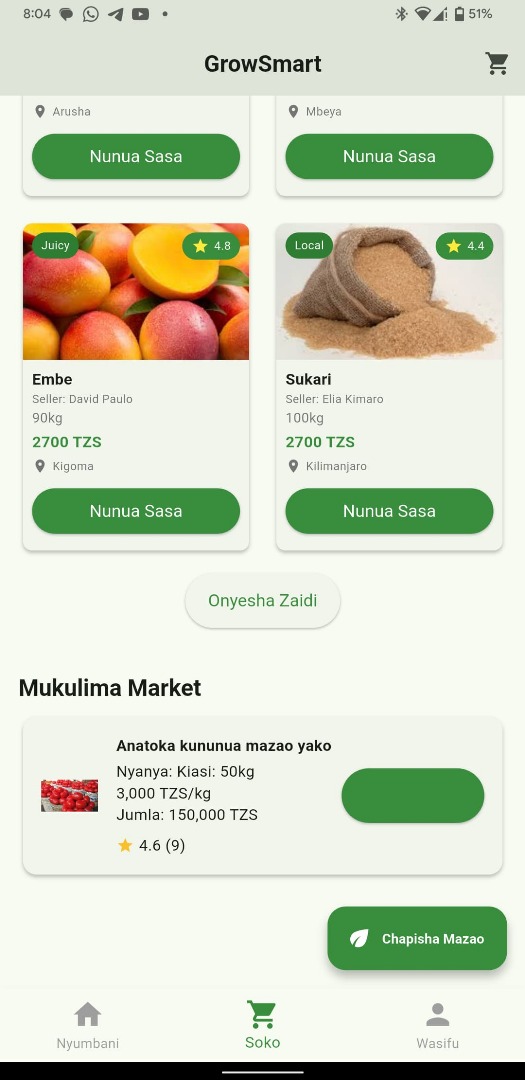 8:04
51%
GrowSmart
Arusha
Nunua Sasa
Mbeya
Nunua Sasa
Juicy
4.8
Embe
Seller: David Paulo
90kg
2700 TZS
Kigoma
Nunua Sasa
Local
4.4
Sukari
Seller: Elia Kimaro
100kg
2700 TZS
Kilimanjaro
Nunua Sasa
Onyesha Zaidi
Mukulima Market
Anatoka kununua mazao yako
Nyanya: Kiasi: 50kg
3,000 TZS/kg
Jumla: 150,000 TZS
4.6 (9)
Chapisha Mazao
Nyumbani
Soko
Wasifu